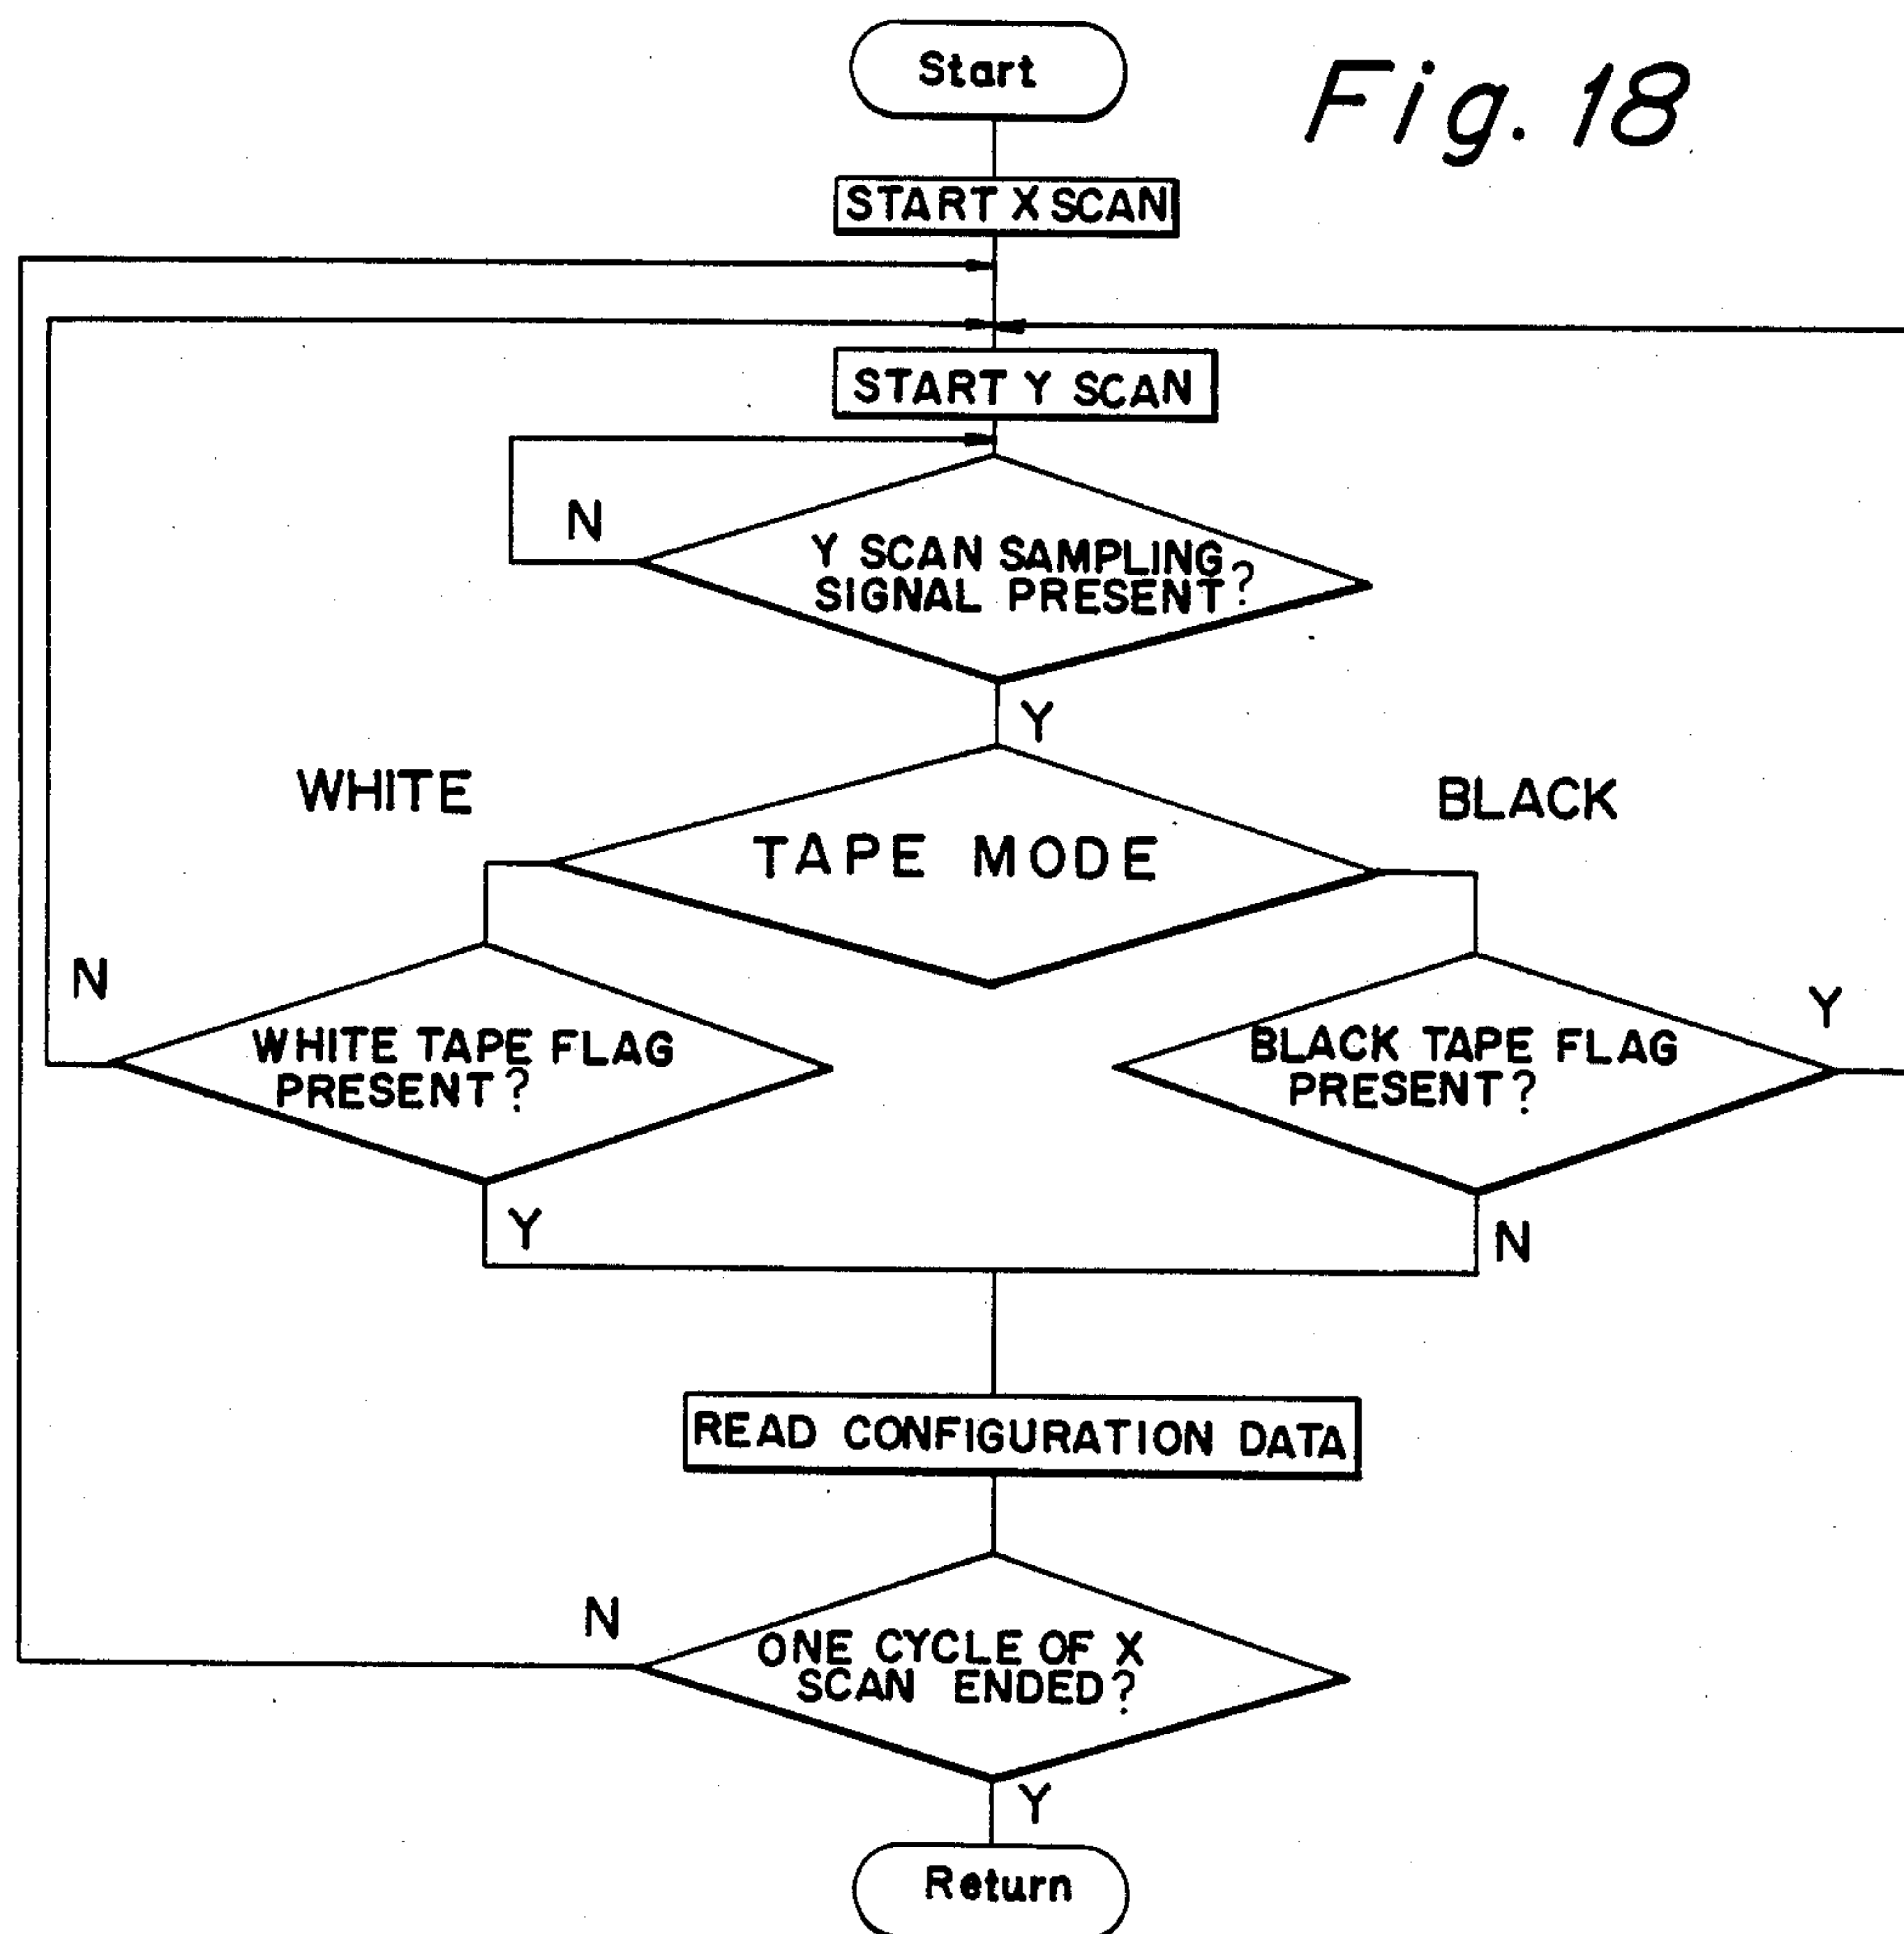 Fig. 18
Start
START X SCAN
START Y SCAN
N
Y SCAN SAMPLING
SIGNAL PRESENT?
Y
WHITE
BLACK
TAPE MODE
N
Y
WHITE TAPE FLAG
PRESENT?
BLACK TAPE FLAG
PRESENT?
Y
N
READ CONFIGURATION DATA
N
ONE CYCLE OF X
SCAN ENDED?
Y
Return